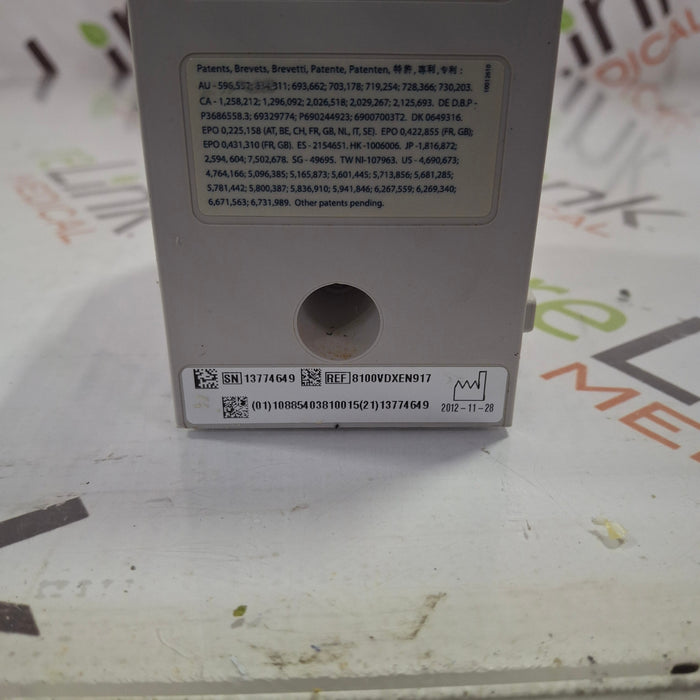 Patents, Brevets, Brevetti, Patente, Patenten, 特許, 專利, 专利 :
AU - 596,557; 693,662; 703,178; 719,254; 728,366; 730,203.
CA - 1,258,212; 1,296,092; 2,026,518; 2,029,267; 2,125,693. DE D,B,P -
P3686558.3; 69329774; P690244923; 69007003T2. DK 0649316.
EPO 0,225,158 (AT, BE, CH, FR, GB, NL, IT, SE). EPO 0,422,855 (FR, GB);
EPO 0,431,310 (FR, GB). ES - 2154651. HK - 1006006. JP - 1,816,872;
2,594, 604; 7,502,678. SG - 49695. TW NI-107963. US - 4,690,673;
4,764,166; 5,096,385; 5,165,873; 5,601,445; 5,713,856; 5,681,285;
5,781,442; 5,800,387; 5,836,910; 5,941,846; 6,267,559; 6,269,340;
6,671,563; 6,731,989. Other patents pending.
SN 13774649 REF 8100VDXEN917
(01)10885403810015(21)13774649
2012-11-28
MEDICAL